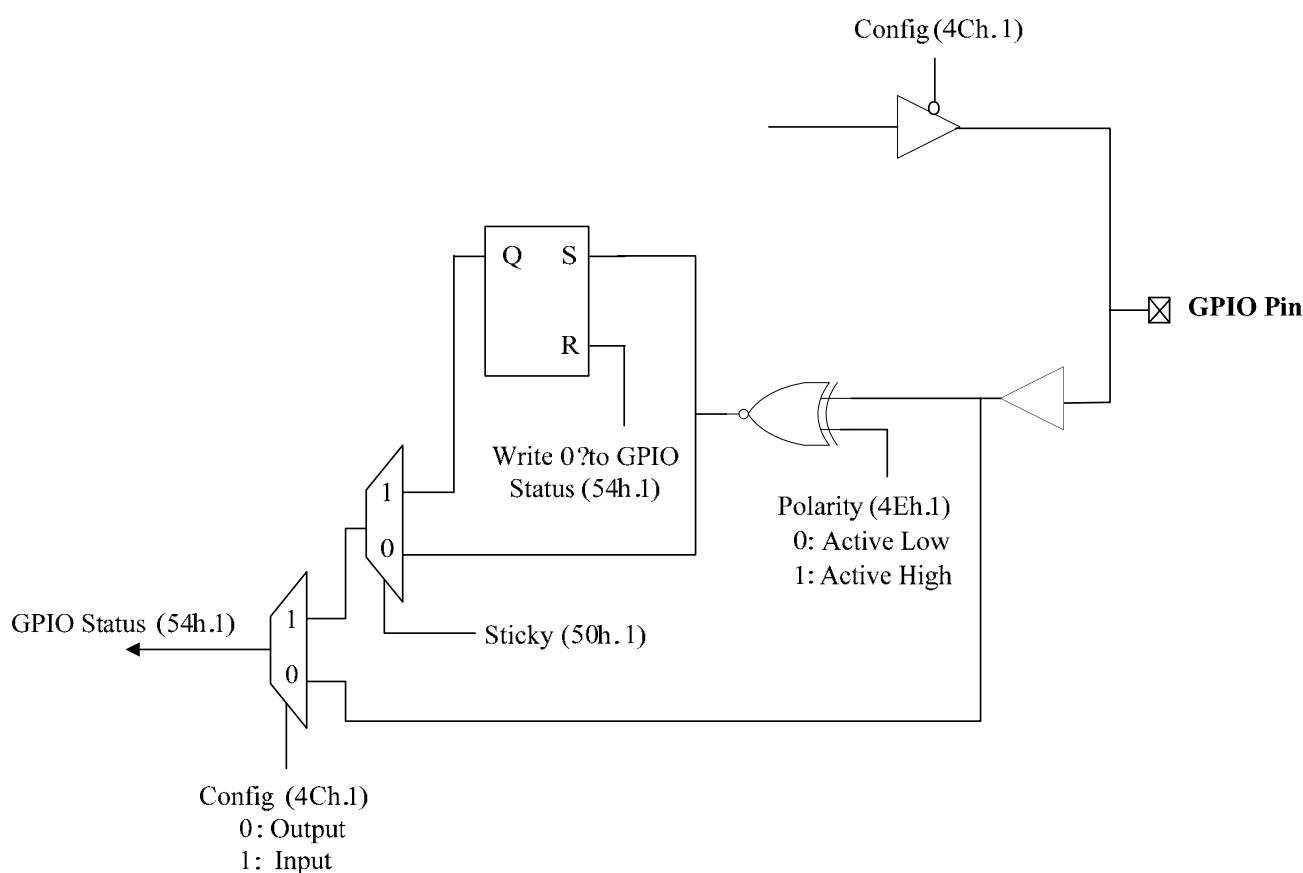 Config (4Ch.1)
Q S
R
GPIO Pin
Write 0?to GPIO
Status (54h.1)
Polarity (4Eh.1)
0: Active Low
1: Active High
1
0
Sticky (50h.1)
GPIO Status (54h.1)
1
0
Config (4Ch.1)
0: Output
1: Input